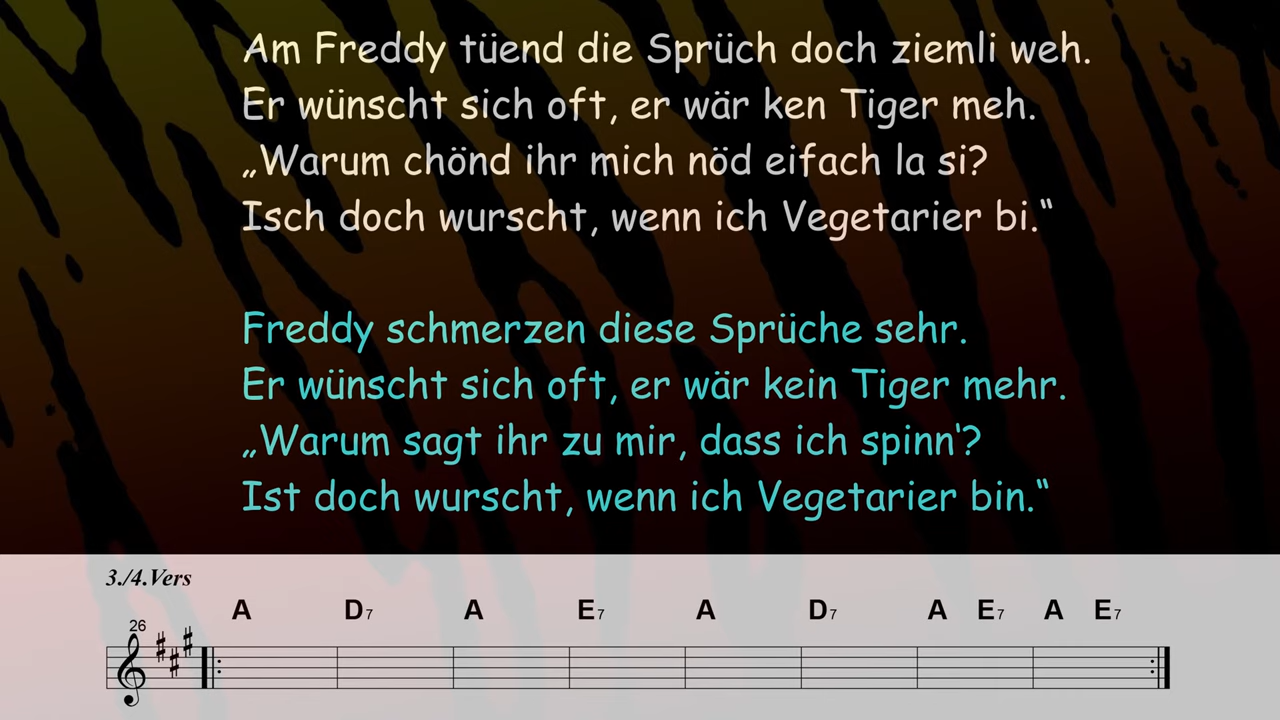 Am Freddy tüend die Sprüch doch ziemli weh.
Er wünscht sich oft, er wär ken Tiger meh.
„Warum chönd ihr mich nöd eifach la si?
Isch doch wurscht, wenn ich Vegetarier bi.“
Freddy schmerzen diese Sprüche sehr.
Er wünscht sich oft, er wär kein Tiger mehr.
„Warum sagt ihr zu mir, dass ich spinn'?
Ist doch wurscht, wenn ich Vegetarier bin.“
3./4.Vers
A D7 A E7 A D7 A E7 A E7
26